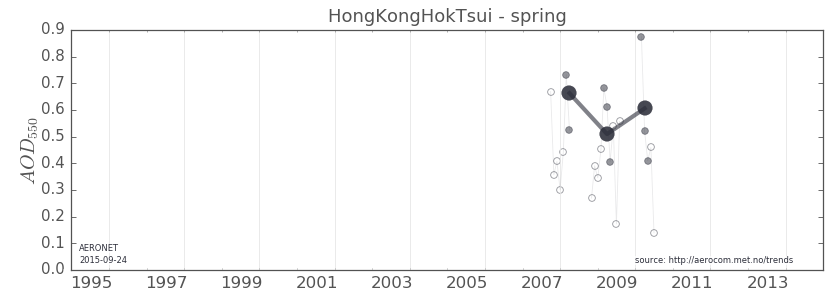 HongKongHokTsui - spring
0.9
0.8
0.7
0.6
0.5
0.4
0.3
0.2
0.1
0.0
AOD550
AERONET
2015-09-24
source: http://aerocom.met.no/trends
1995 1997 1999 2001 2003 2005 2007 2009 2011 2013